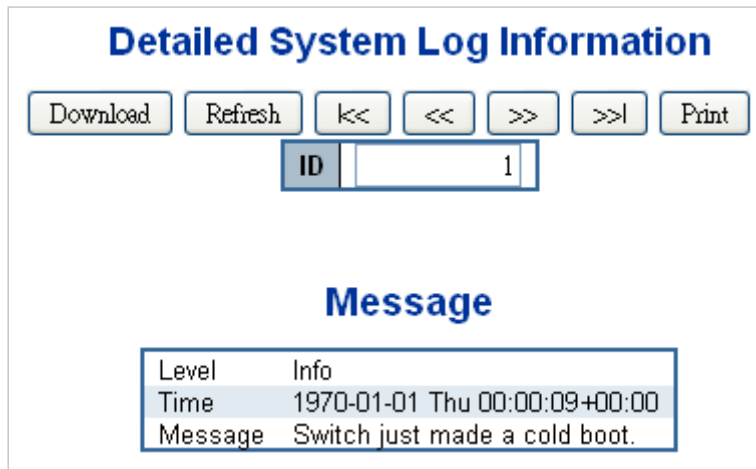 Detailed System Log Information
Download Refresh |<< << >> >>| Print
ID 1
Message
Level Info
Time 1970-01-01 Thu 00:00:09+00:00
Message Switch just made a cold boot.